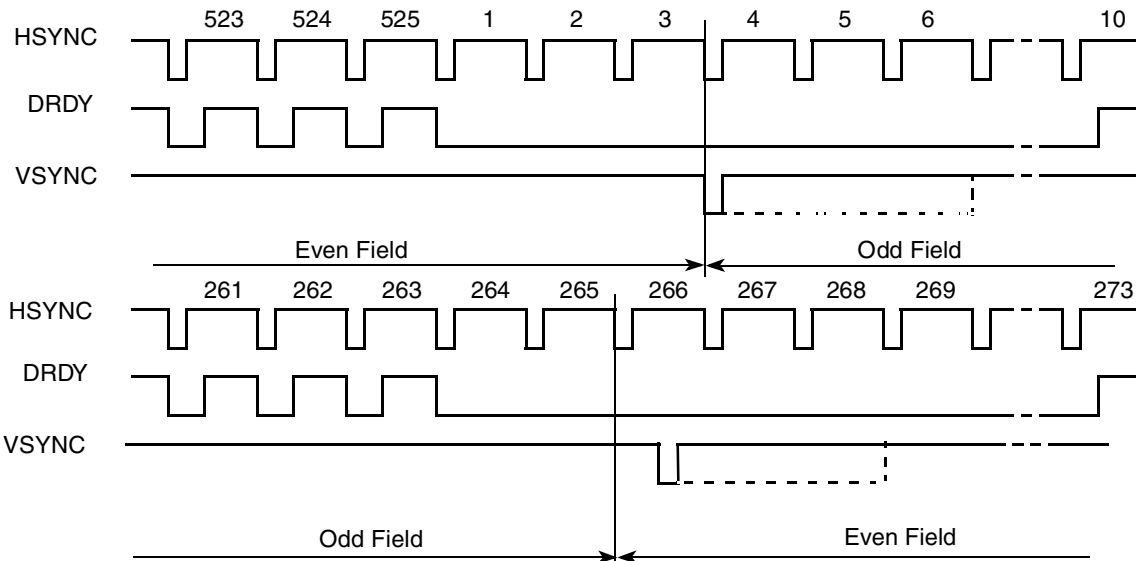 523 524 525 1 2 3 4 5 6 10
HSYNC
DRDY
VSYNC
Even Field Odd Field
261 262 263 264 265 266 267 268 269 273
HSYNC
DRDY
VSYNC
Odd Field Even Field